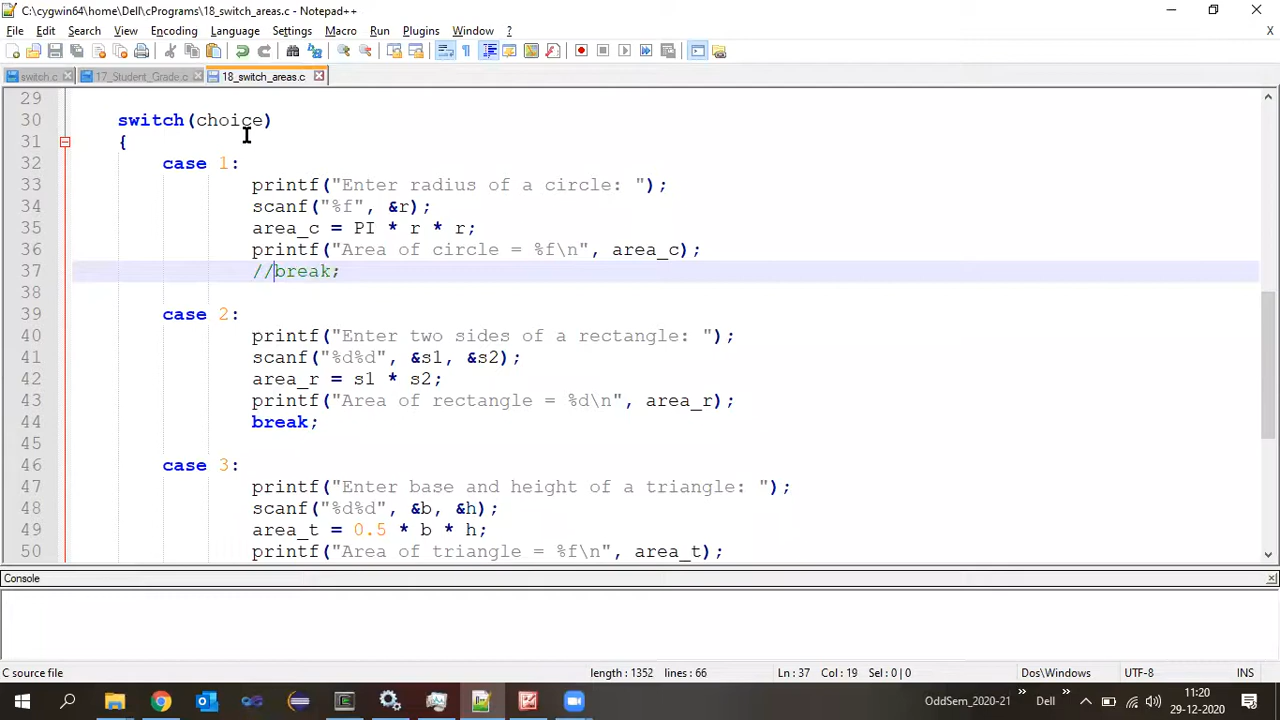 C:\cygwin64\home\Dell\cPrograms\18_switch_areas.c - Notepad++
File Edit Search View Encoding Language Settings Macro Run Plugins Window ? X
switch.c 17_Student_Grade.c 18_switch_areas.c
29
30 switch(choice)
31 {
32 case 1:
33 printf("Enter radius of a circle: ");
34 scanf("%f", &r);
35 area_c = PI * r * r;
36 printf("Area of circle = %f\n", area_c);
37 //break;
38
39 case 2:
40 printf("Enter two sides of a rectangle: ");
41 scanf("%d%d", &s1, &s2);
42 area_r = s1 * s2;
43 printf("Area of rectangle = %d\n", area_r);
44 break;
45
46 case 3:
47 printf("Enter base and height of a triangle: ");
48 scanf("%d%d", &b, &h);
49 area_t = 0.5 * b * h;
50 printf("Area of triangle = %f\n", area_t);
Console
C source file length : 1352 lines : 66 Ln : 37 Col : 19 Sel : 0 | 0 Dos\Windows UTF-8 INS
OddSem_2020-21 Dell 11:20
29-12-2020